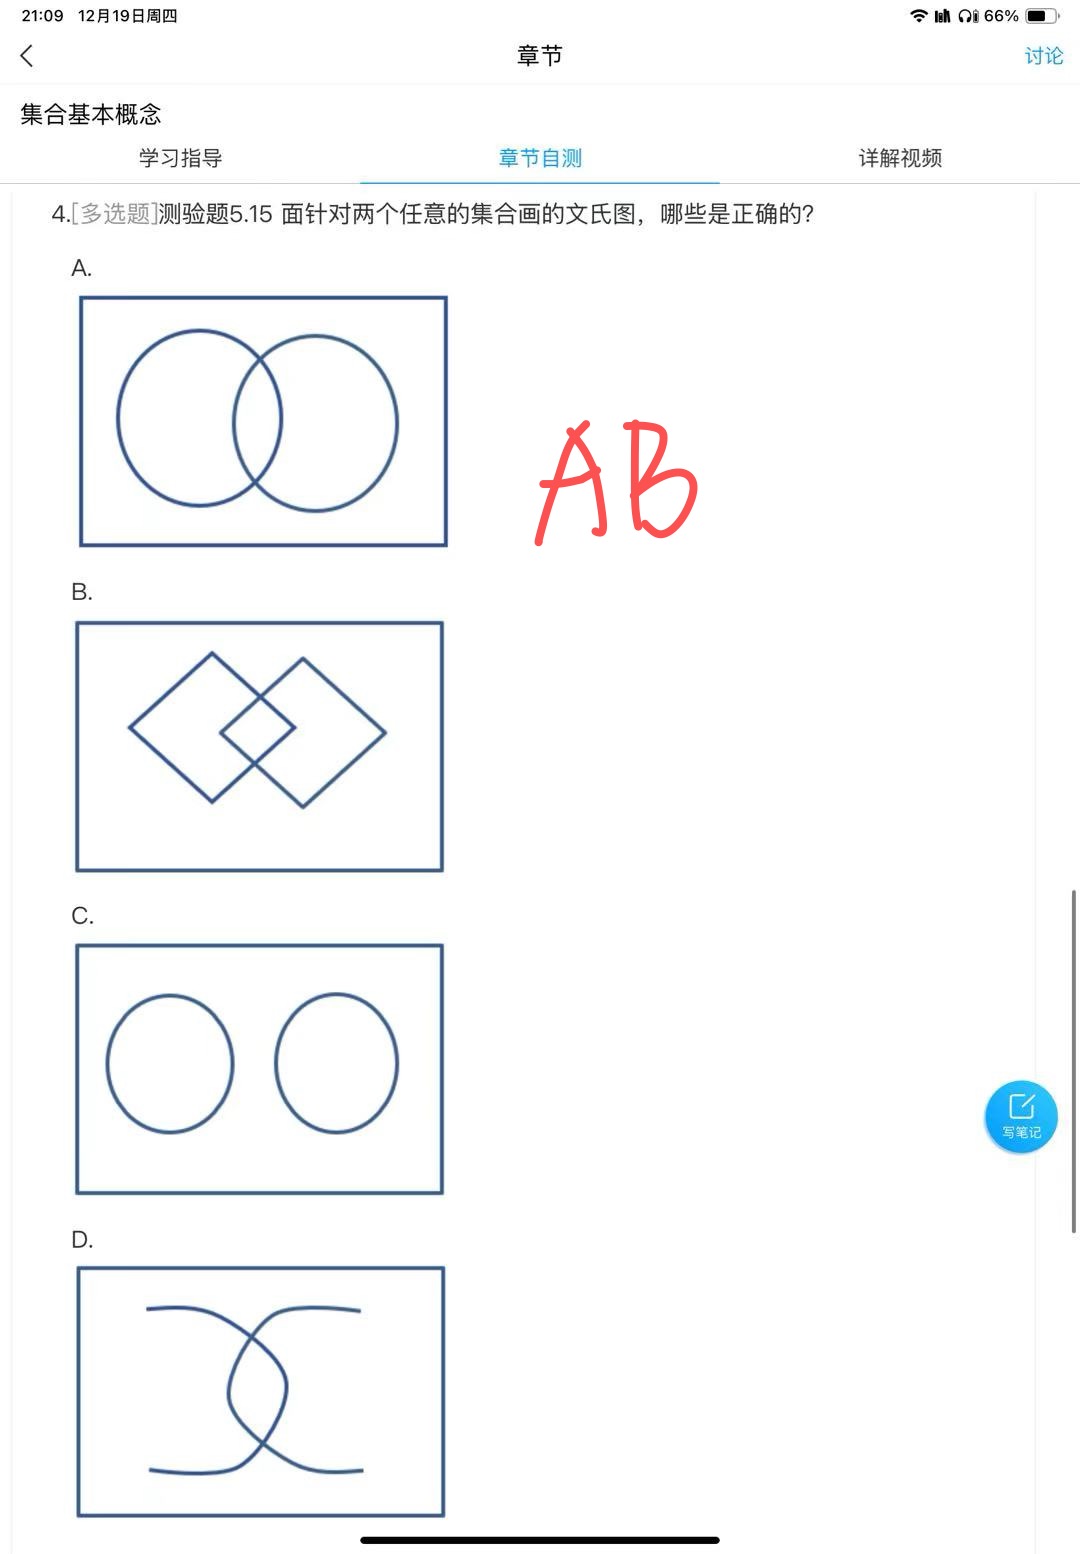 21:09 12月19日周四 66%
章节 讨论
集合基本概念
学习指导 章节自测 详解视频
4.[多选题]测验题5.15 面针对两个任意的集合画的文氏图，哪些是正确的?
A.
AB
B.
C.
写笔记
D.